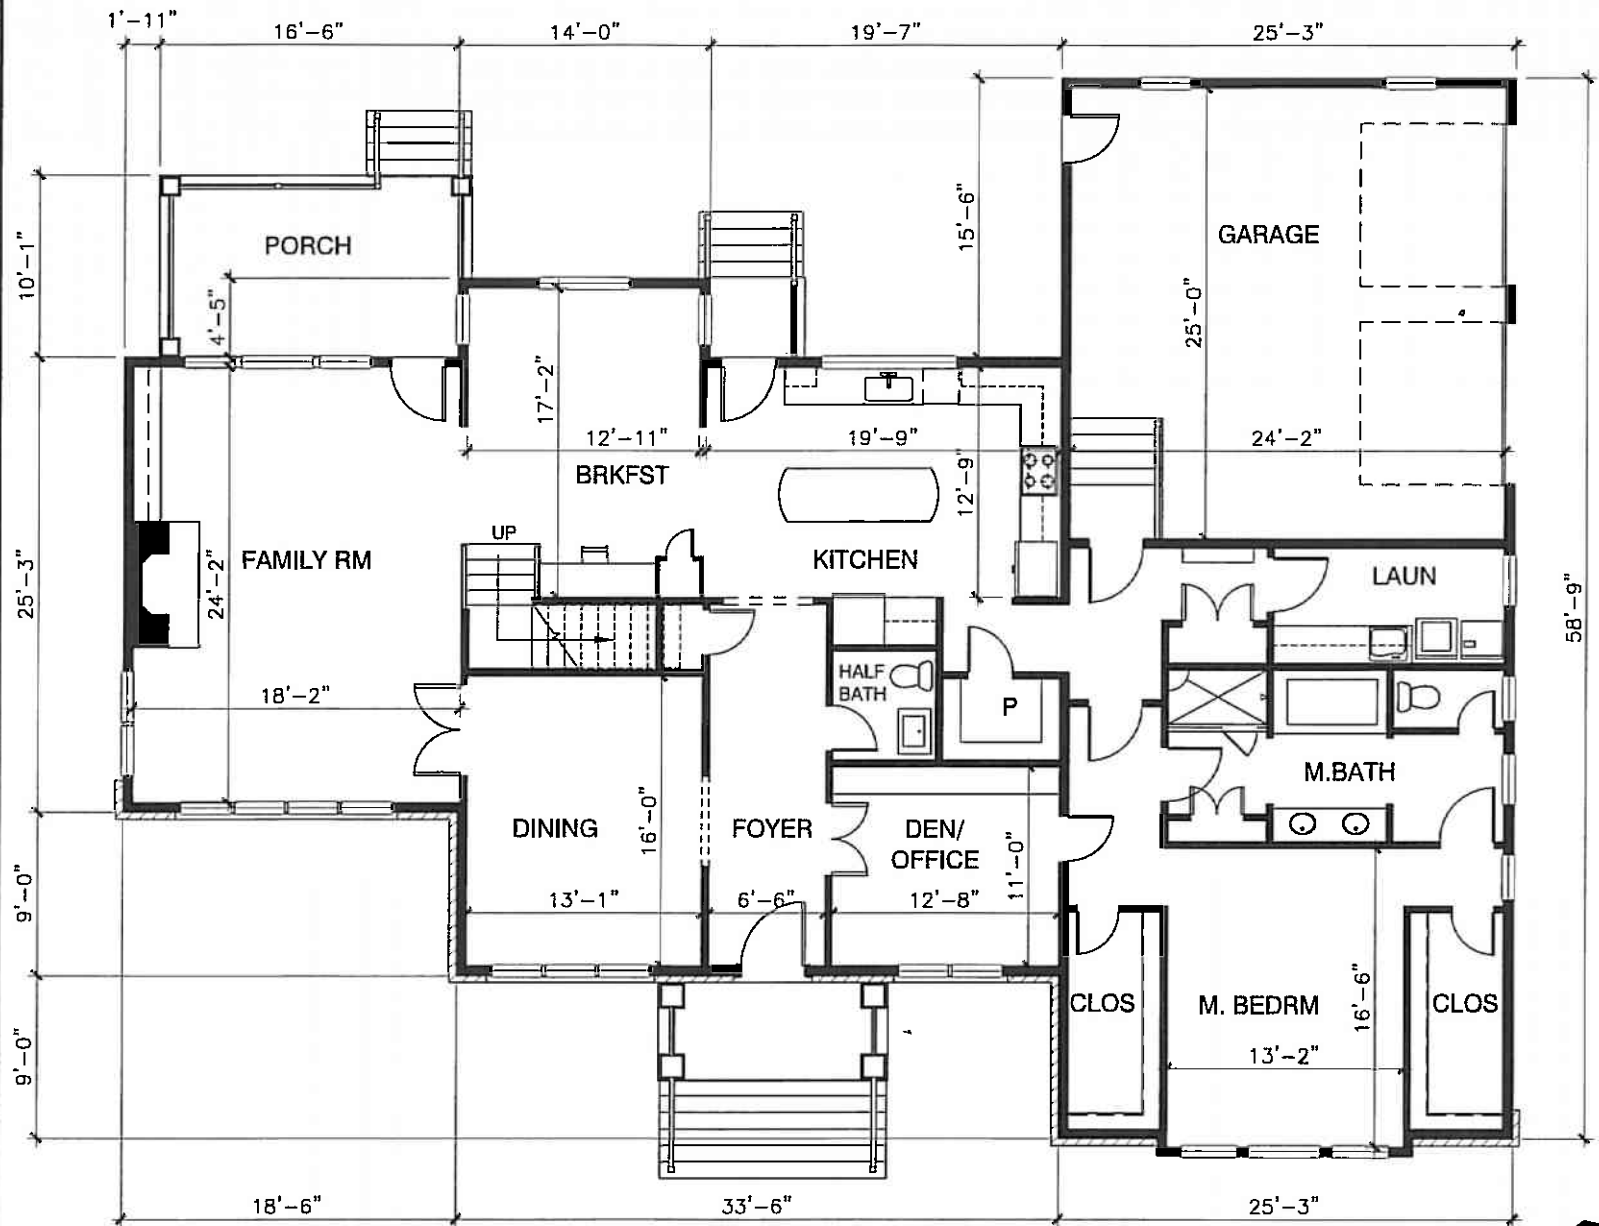 1'-11"
16'-6"
14'-0"
19'-7"
25'-3"
PORCH
GARAGE
10'-1"
4'-5"
15'-6"
25'-0"
17'-2"
12'-11"
19'-9"
24'-2"
BRKFST
12'-9"
UP
FAMILY RM
KITCHEN
LAUN
25'-3"
24'-2"
58'-9"
HALF
BATH
18'-2"
P
M.BATH
DINING
16'-0"
FOYER
DEN/
OFFICE
11'-0"
9'-0"
13'-1"
6'-6"
12'-8"
CLOS
M. BEDRM
16'-6"
CLOS
9'-0"
13'-2"
18'-6"
33'-6"
25'-3"